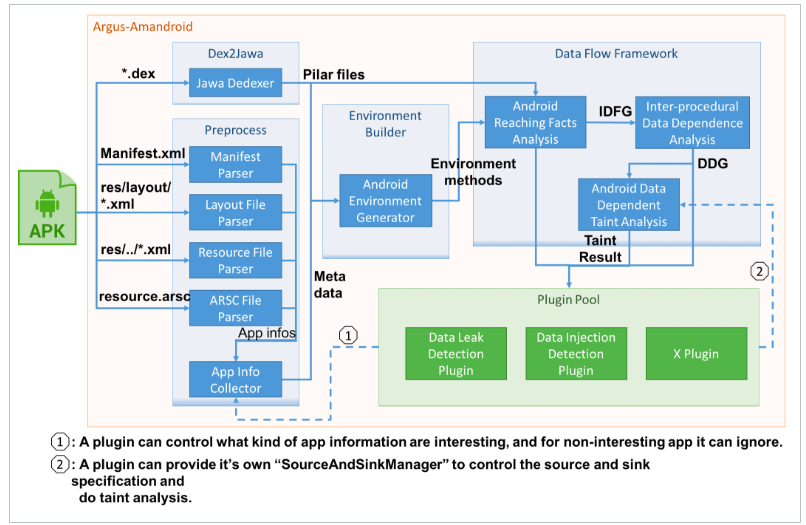 Argus-Amandroid
Dex2Jawa
*.dex
Jawa Dedexer
Pilar files
Preprocess
Manifest.xml
Manifest
Parser
res/layout/
*.xml
Layout File
Parser
res/../*.xml
Resource File
Parser
resource.arsc
ARSC File
Parser
App infos
App Info
Collector
APK
Environment
Builder
Android
Environment
Generator
Meta
data
Environment
methods
Data Flow Framework
Android
Reaching Facts
Analysis
IDFG
Inter-procedural
Data Dependence
Analysis
DDG
Android Data
Dependent
Taint Analysis
Taint
Result
1
2
Plugin Pool
Data Leak
Detection
Plugin
Data Injection
Detection
Plugin
X Plugin
1: A plugin can control what kind of app information are interesting, and for non-interesting app it can ignore.
2: A plugin can provide it's own “SourceAndSinkManager” to control the source and sink
specification and
do taint analysis.